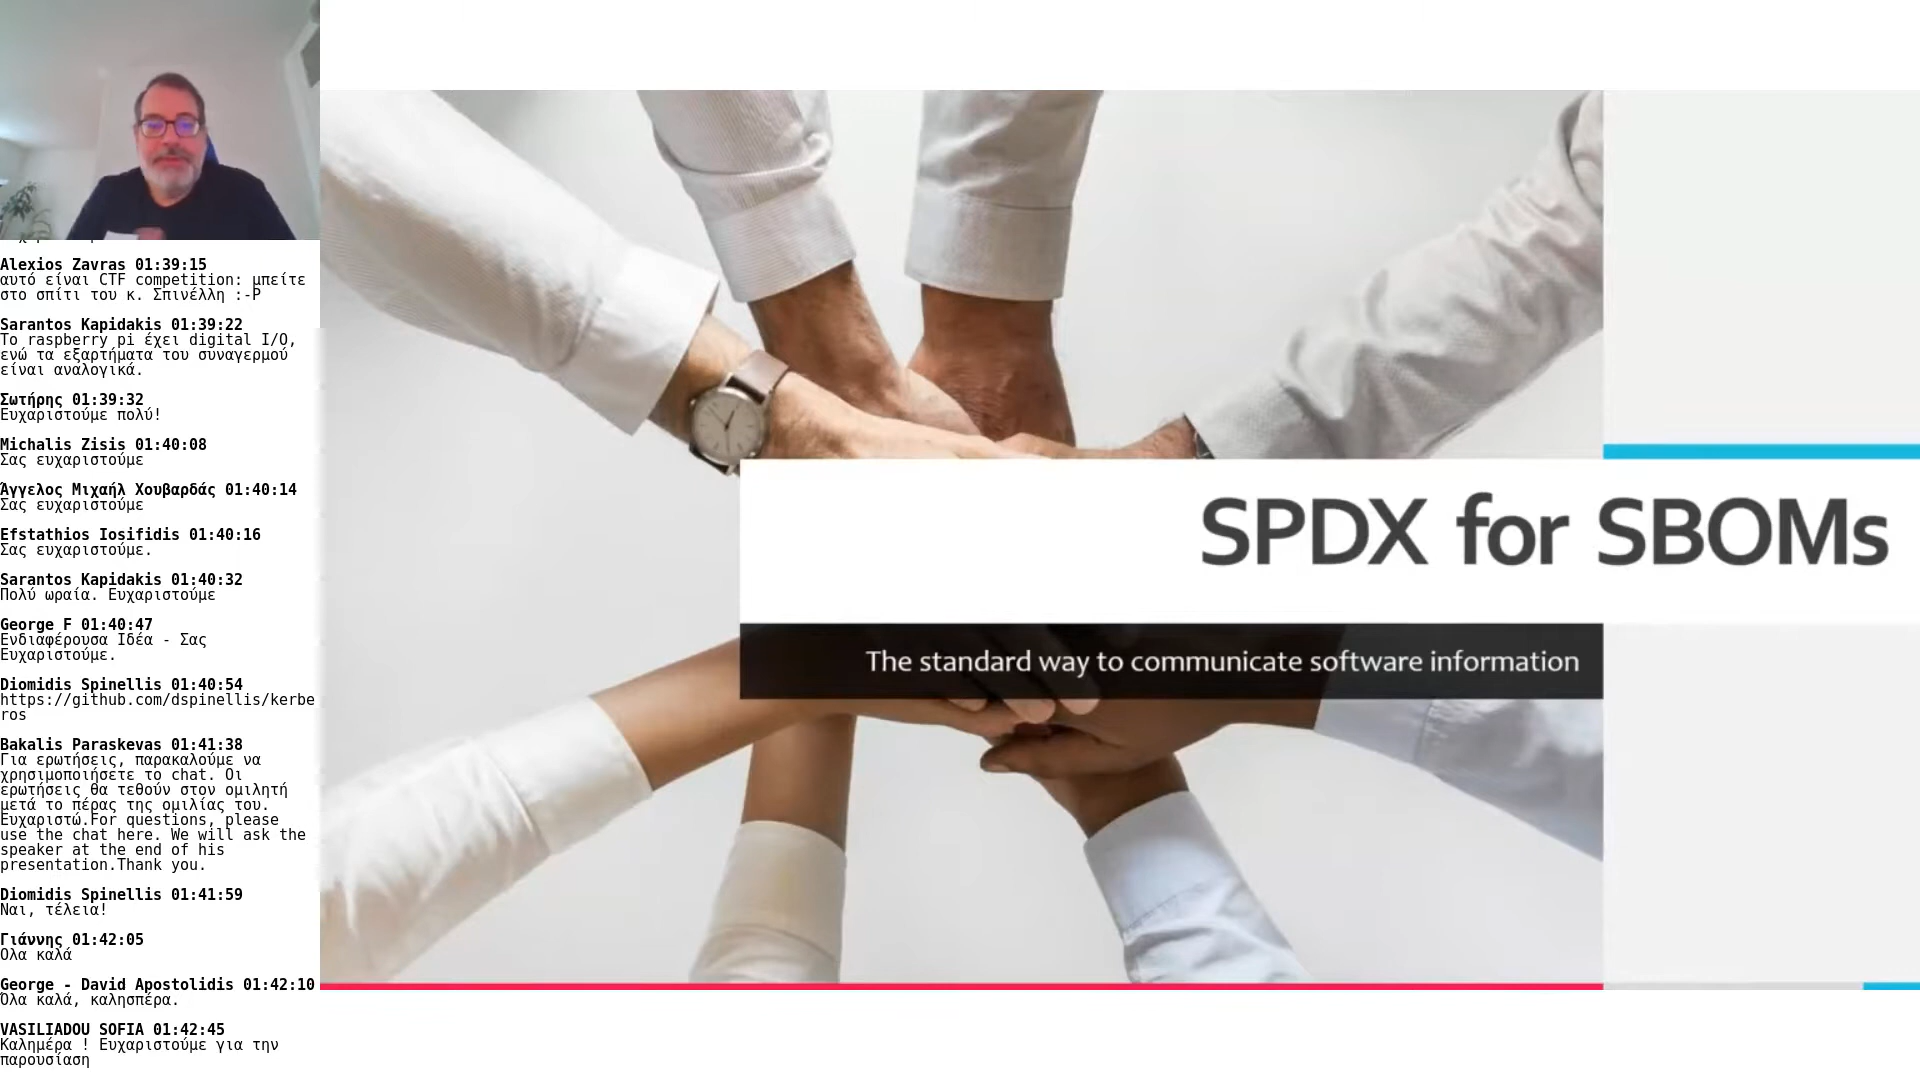 Alexios Zavras 01:39:15
αυτό είναι CTF competition: μπείτε
στο σπίτι του κ. Σπινέλλη :-P
Sarantos Kapidakis 01:39:22
Το raspberry pi έχει digital I/O,
ενώ τα εξαρτήματα του συναγερμού
είναι αναλογικά.
Σωτήρης 01:39:32
Ευχαριστούμε πολύ!
Michalis Zisis 01:40:08
Σας ευχαριστούμε
Άγγελος Μιχαήλ Χουβαρδάς 01:40:14
Σας ευχαριστούμε
Efstathios Iosifidis 01:40:16
Σας ευχαριστούμε.
Sarantos Kapidakis 01:40:32
Πολύ ωραία. Ευχαριστούμε
George F 01:40:47
Ενδιαφέρουσα Ιδέα - Σας
Ευχαριστούμε.
Diomidis Spinellis 01:40:54
https://github.com/dspinellis/kerbe
ros
Bakalis Paraskevas 01:41:38
Για ερωτήσεις, παρακαλούμε να
χρησιμοποιήσετε το chat. Οι
ερωτήσεις θα τεθούν στον ομιλητή
μετά το πέρας της ομιλίας του.
Ευχαριστώ.For questions, please
use the chat here. We will ask the
speaker at the end of his
presentation.Thank you.
Diomidis Spinellis 01:41:59
Ναι, τέλεια!
Γιάννης 01:42:05
Ολα καλά
George - David Apostolidis 01:42:10
Όλα καλά, καλησπέρα.
VASILIADOU SOFIA 01:42:45
Καλημέρα ! Ευχαριστούμε για την
παρουσίαση
SPDX for SBOMs
The standard way to communicate software information